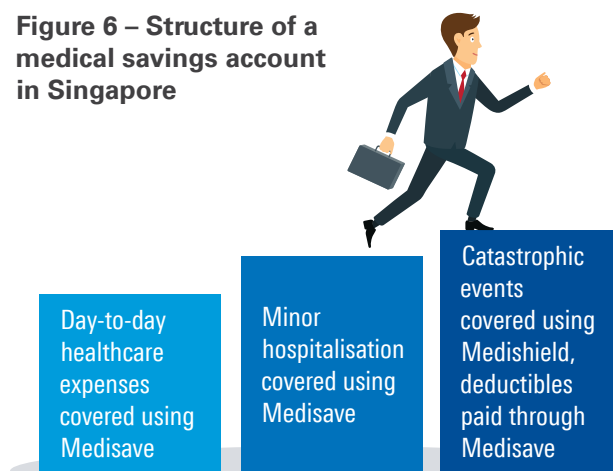 Figure 6 – Structure of a
medical savings account
in Singapore
Day-to-day
healthcare
expenses
covered using
Medisave
Minor
hospitalisation
covered using
Medisave
Catastrophic
events
covered using
Medishield,
deductibles
paid through
Medisave